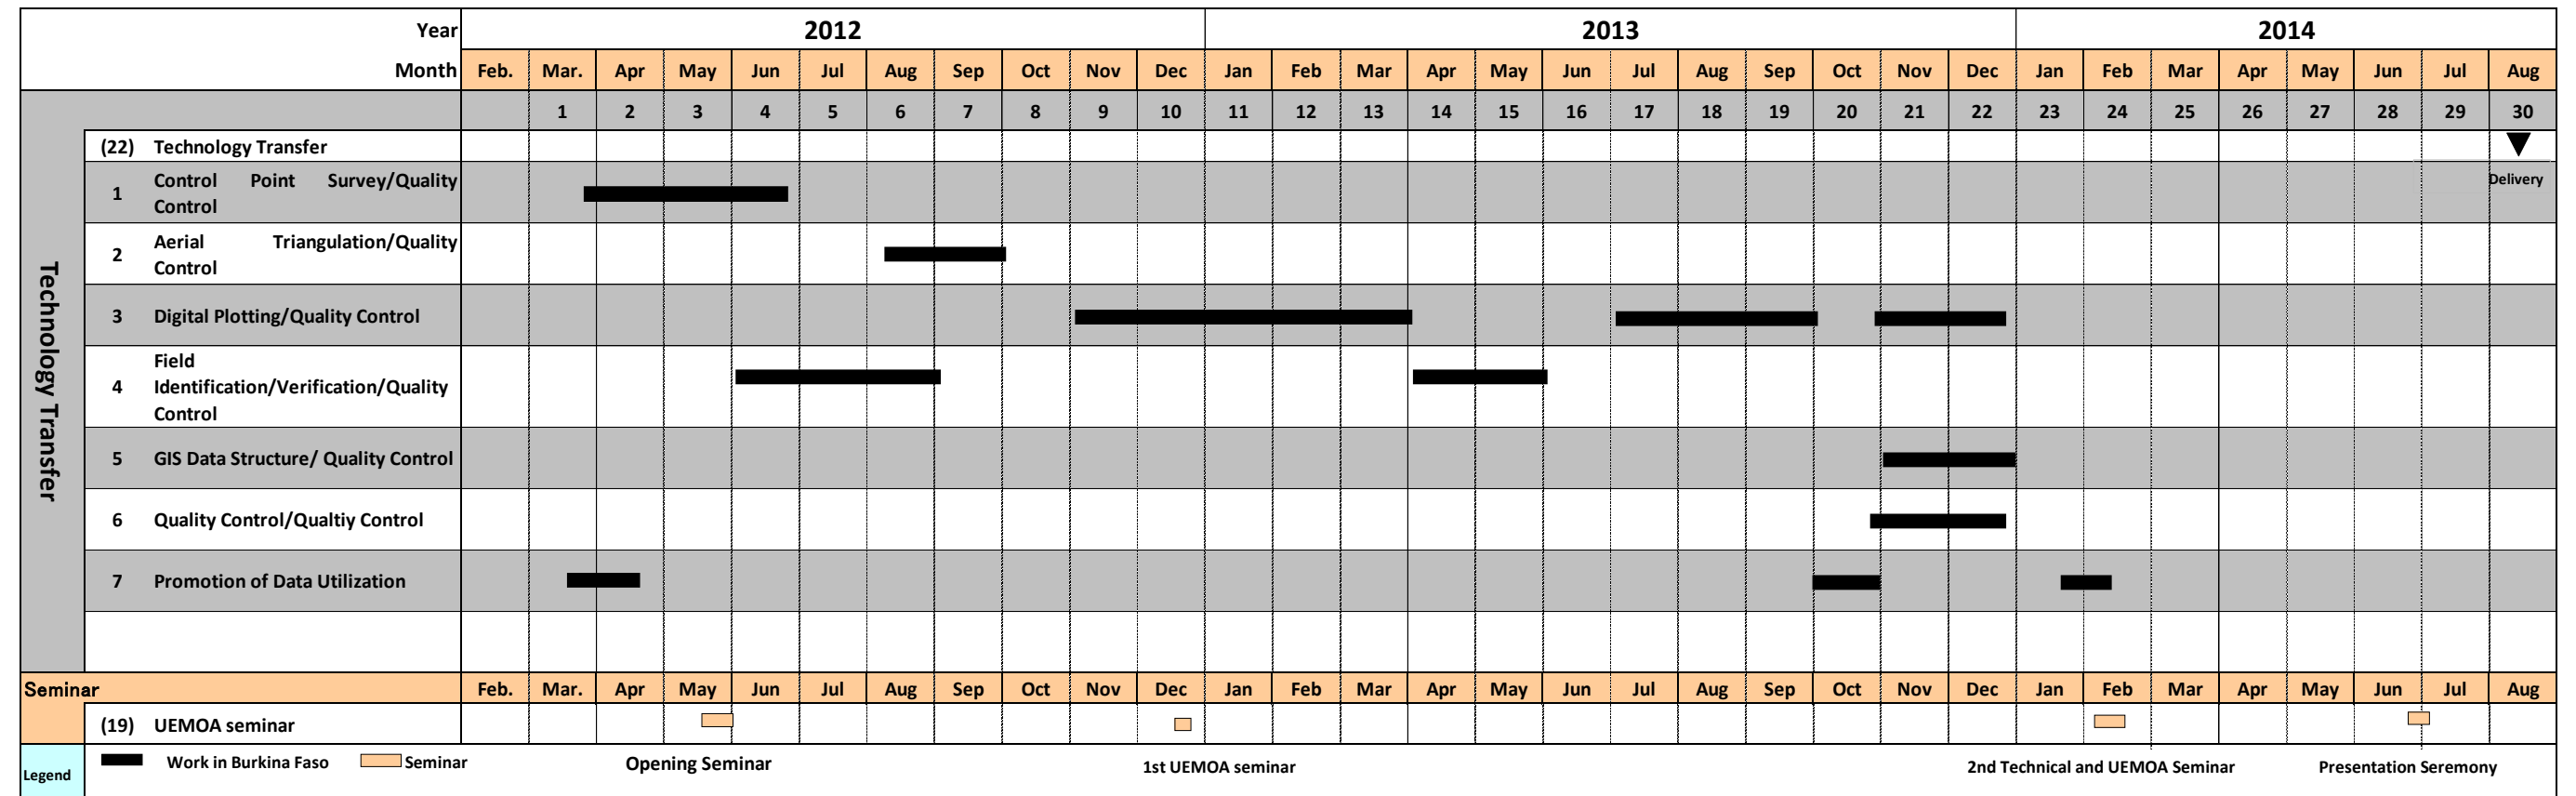 Year 2012 2013 2014
Month Feb. Mar. Apr May Jun Jul Aug Sep Oct Nov Dec Jan Feb Mar Apr May Jun Jul Aug Sep Oct Nov Dec Jan Feb Mar Apr May Jun Jul Aug
1 2 3 4 5 6 7 8 9 10 11 12 13 14 15 16 17 18 19 20 21 22 23 24 25 26 27 28 29 30
Technology Transfer
(22) Technology Transfer
1 Control Point Survey/Quality
Control
Delivery
2 Aerial Triangulation/Quality
Control
3 Digital Plotting/Quality Control
4 Field
Identification/Verification/Quality
Control
5 GIS Data Structure/ Quality Control
6 Quality Control/Qualtiy Control
7 Promotion of Data Utilization
Seminar Feb. Mar. Apr May Jun Jul Aug Sep Oct Nov Dec Jan Feb Mar Apr May Jun Jul Aug Sep Oct Nov Dec Jan Feb Mar Apr May Jun Jul Aug
(19) UEMOA seminar
Legend Work in Burkina Faso Seminar Opening Seminar 1st UEMOA seminar 2nd Technical and UEMOA Seminar Presentation Seremony